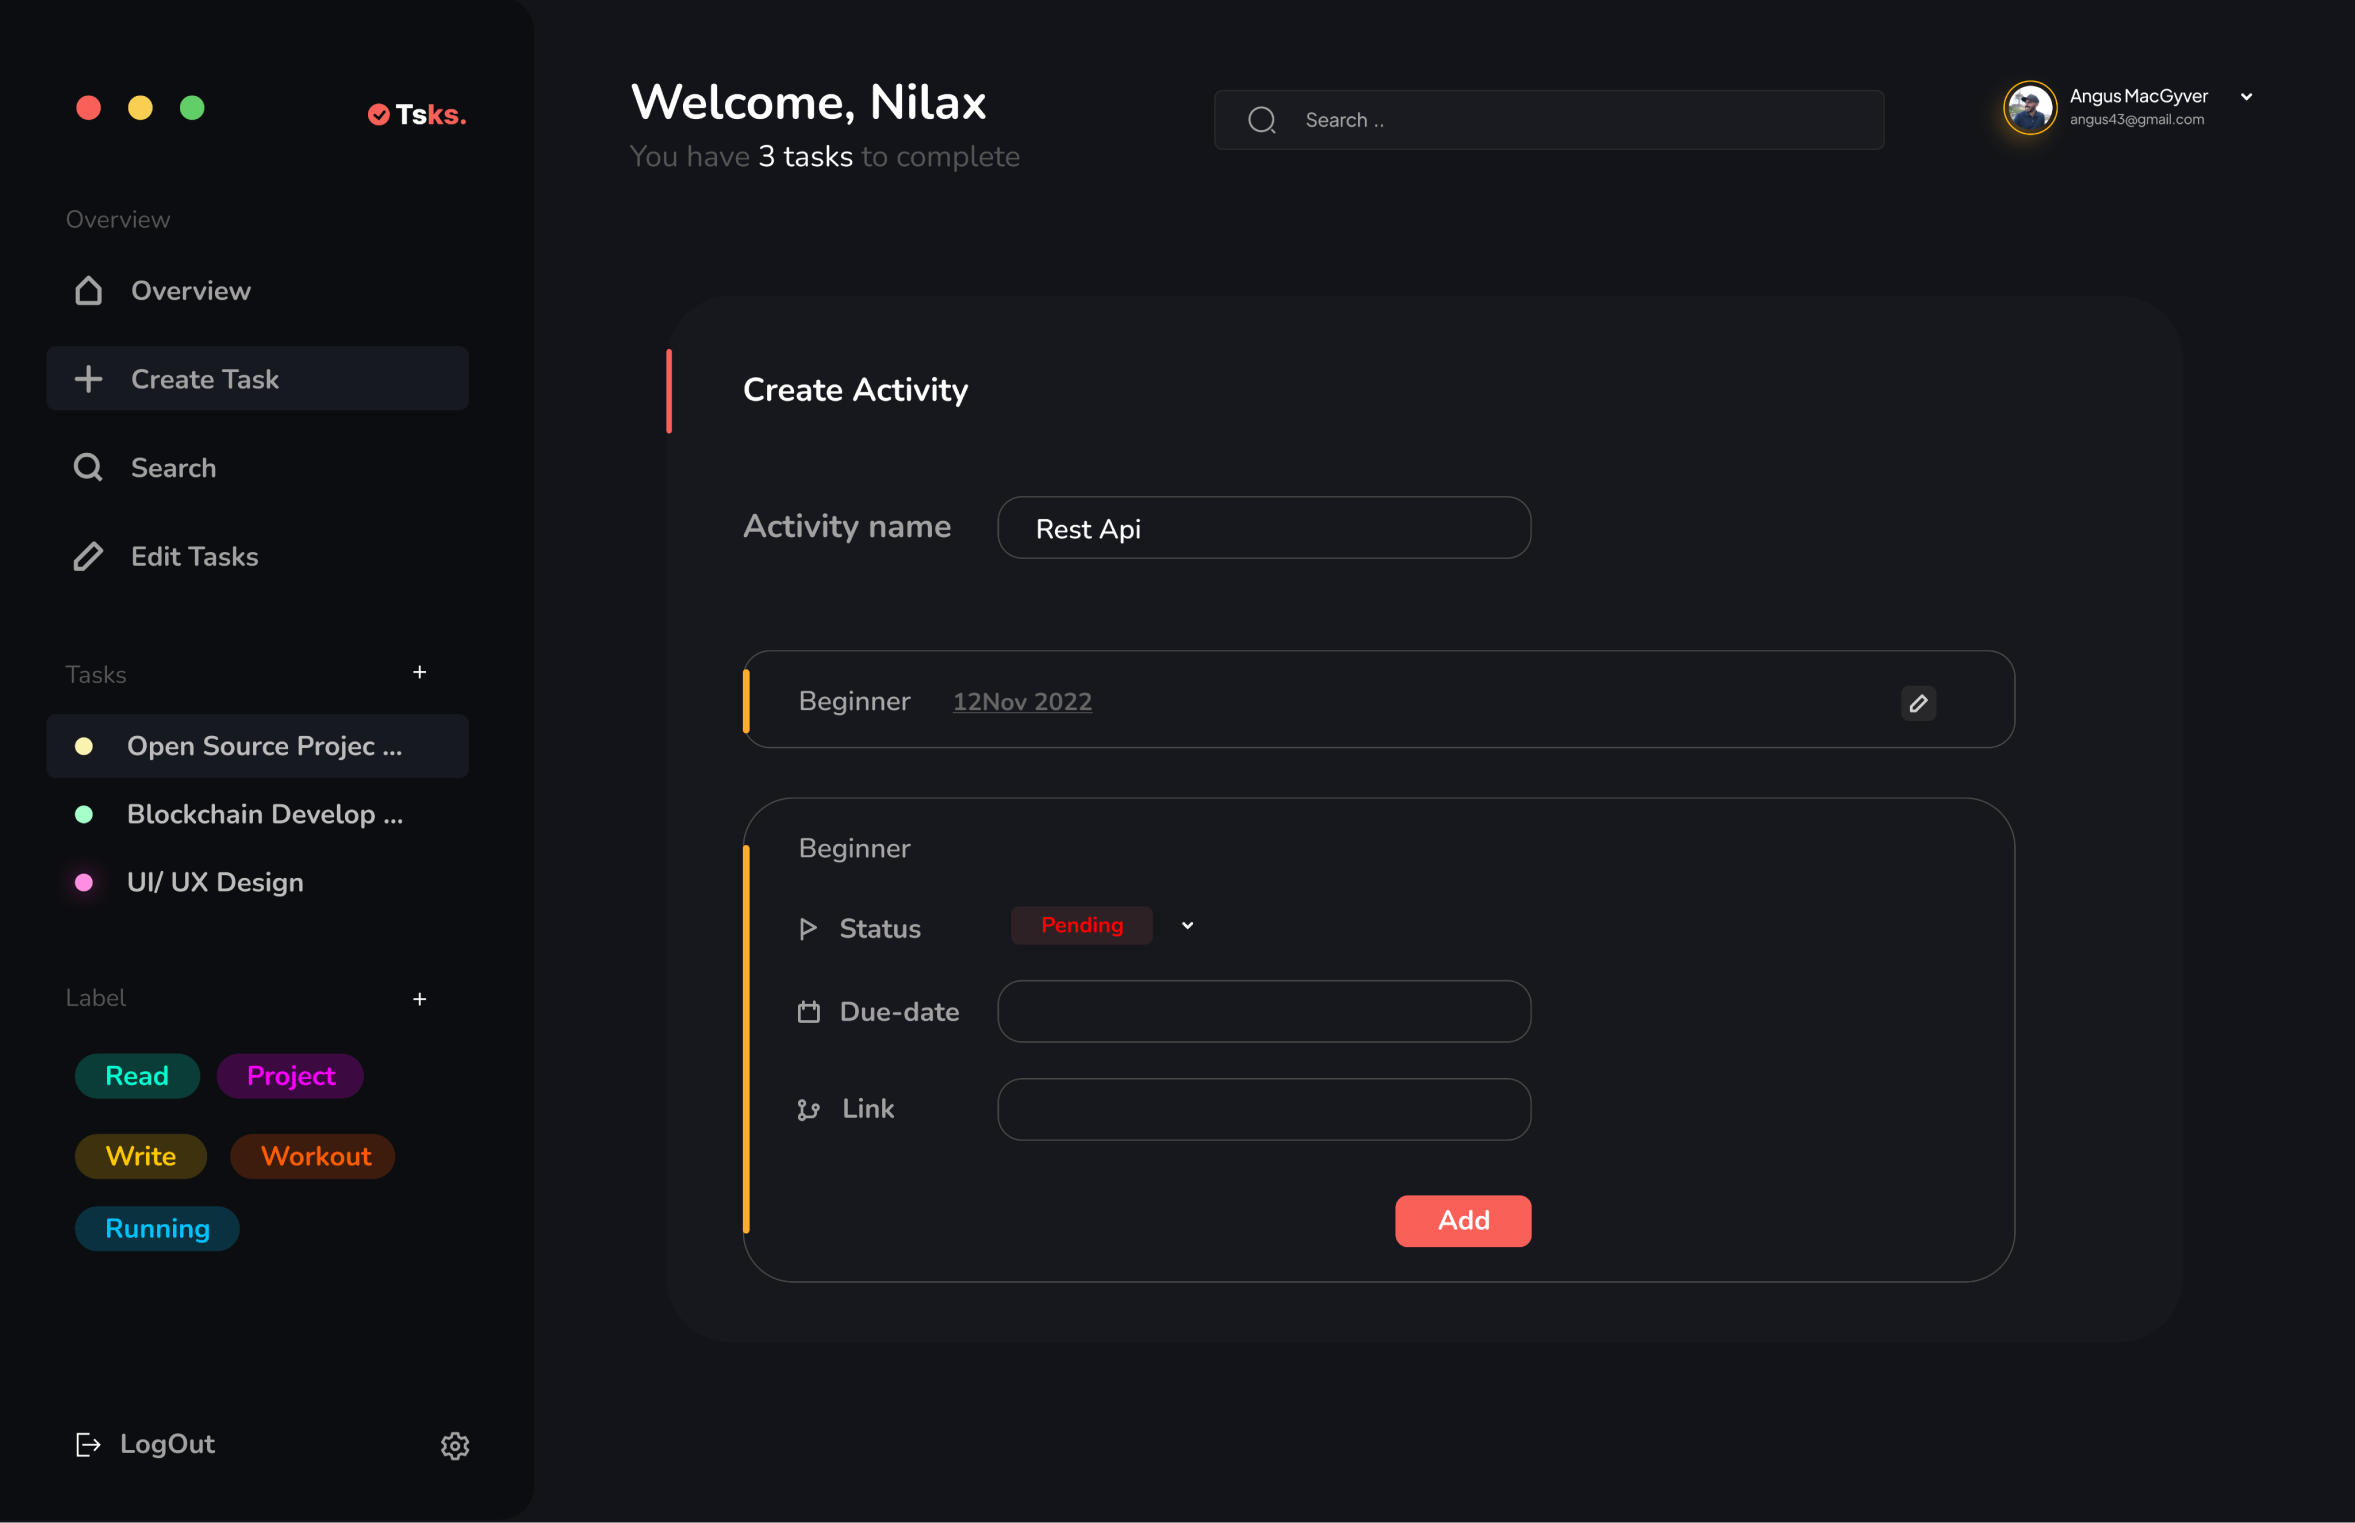 Tsks.
Overview
Overview
Create Task
Search
Edit Tasks
Tasks +
Open Source Projec ...
Blockchain Develop ...
UI/ UX Design
Label +
Read Project
Write Workout
Running
LogOut
Welcome, Nilax
You have 3 tasks to complete
Search ..
Angus MacGyver
angus43@gmail.com
Create Activity
Activity name Rest Api
Beginner 12Nov 2022
Beginner
Status Pending
Due-date
Link
Add